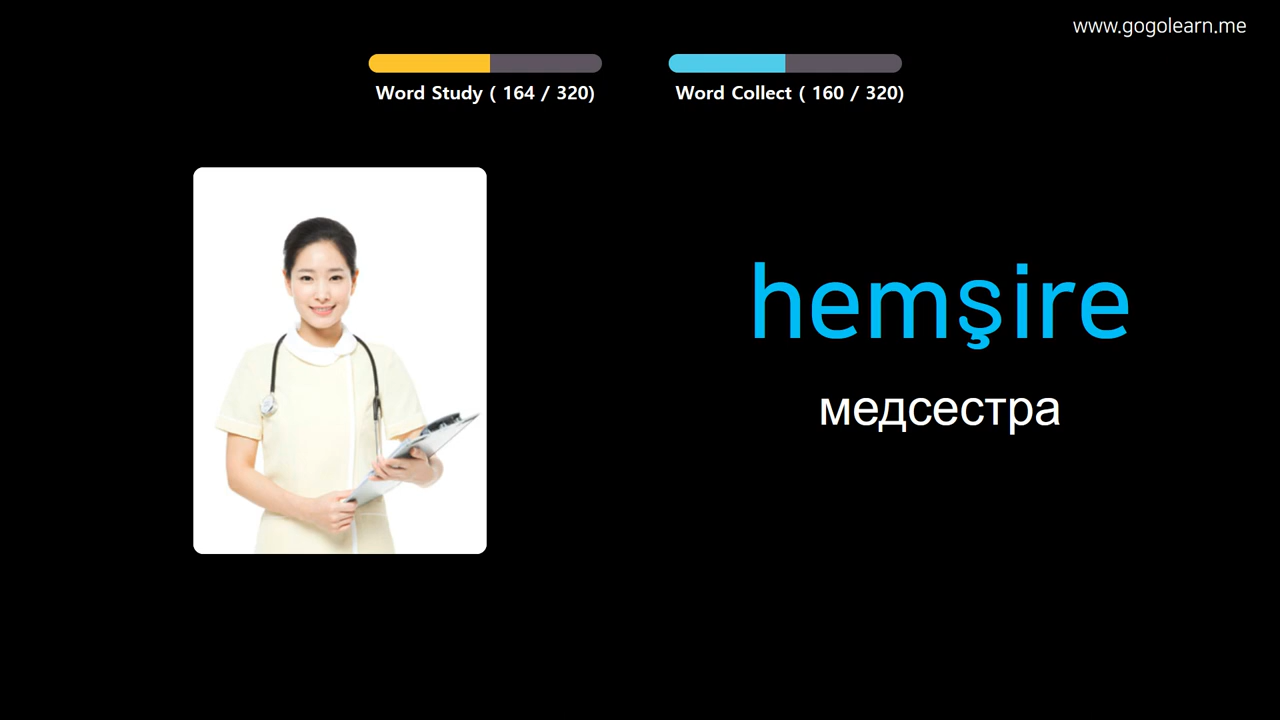 www.gogolearn.me
Word Study ( 164 / 320)
Word Collect ( 160 / 320)
hemşire
медсестра